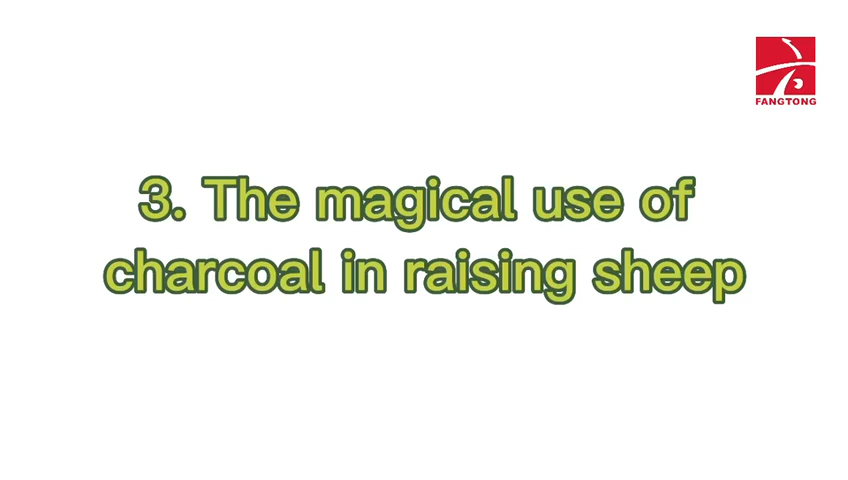 FANGTONG
3. The magical use of
charcoal in raising sheep